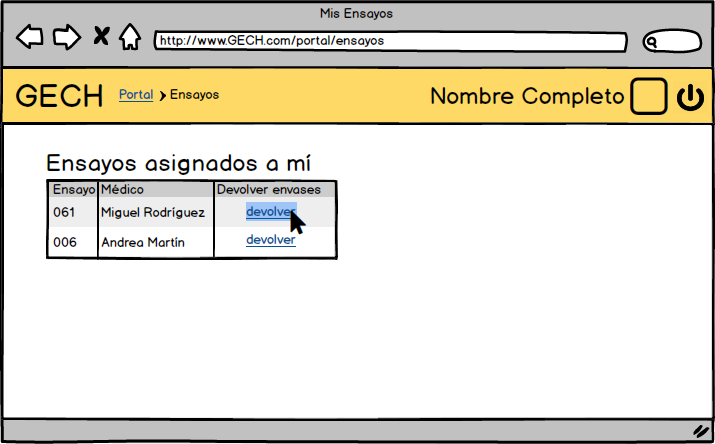 Mis Ensayos
http://www.GECH.com/portal/ensayos
GECH Portal Ensayos Nombre Completo
Ensayos asignados a mí
Ensayo Médico Devolver envases
061 Miguel Rodríguez devolver
006 Andrea Martín devolver